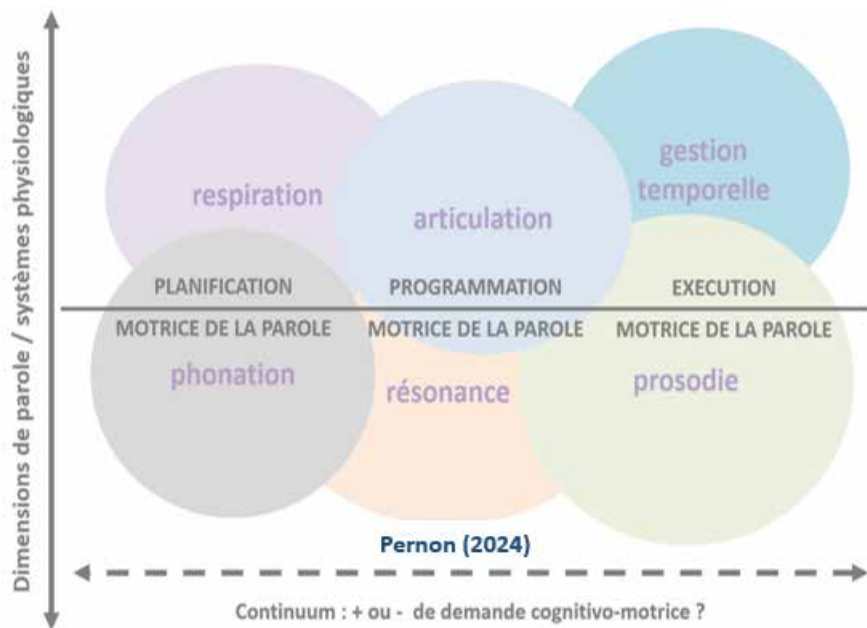 Dimensions de parole / systèmes physiologiques
respiration
articulation
gestion
temporelle
PLANIFICATION
PROGRAMMATION
EXECUTION
MOTRICE DE LA PAROLE
MOTRICE DE LA PAROLE
MOTRICE DE LA PAROLE
phonation
résonance
prosodie
Pernon (2024)
Continuum : + ou - de demande cognitivo-motrice ?